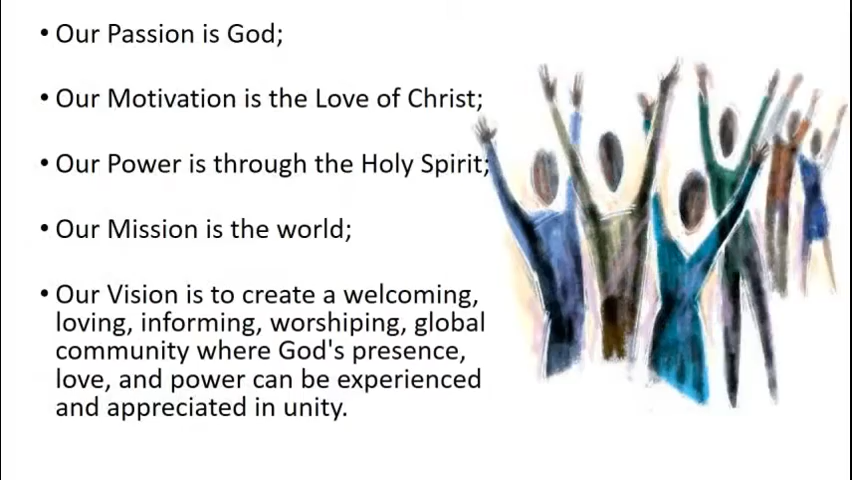 • Our Passion is God;
• Our Motivation is the Love of Christ;
• Our Power is through the Holy Spirit;
• Our Mission is the world;
• Our Vision is to create a welcoming,
loving, informing, worshiping, global
community where God's presence,
love, and power can be experienced
and appreciated in unity.